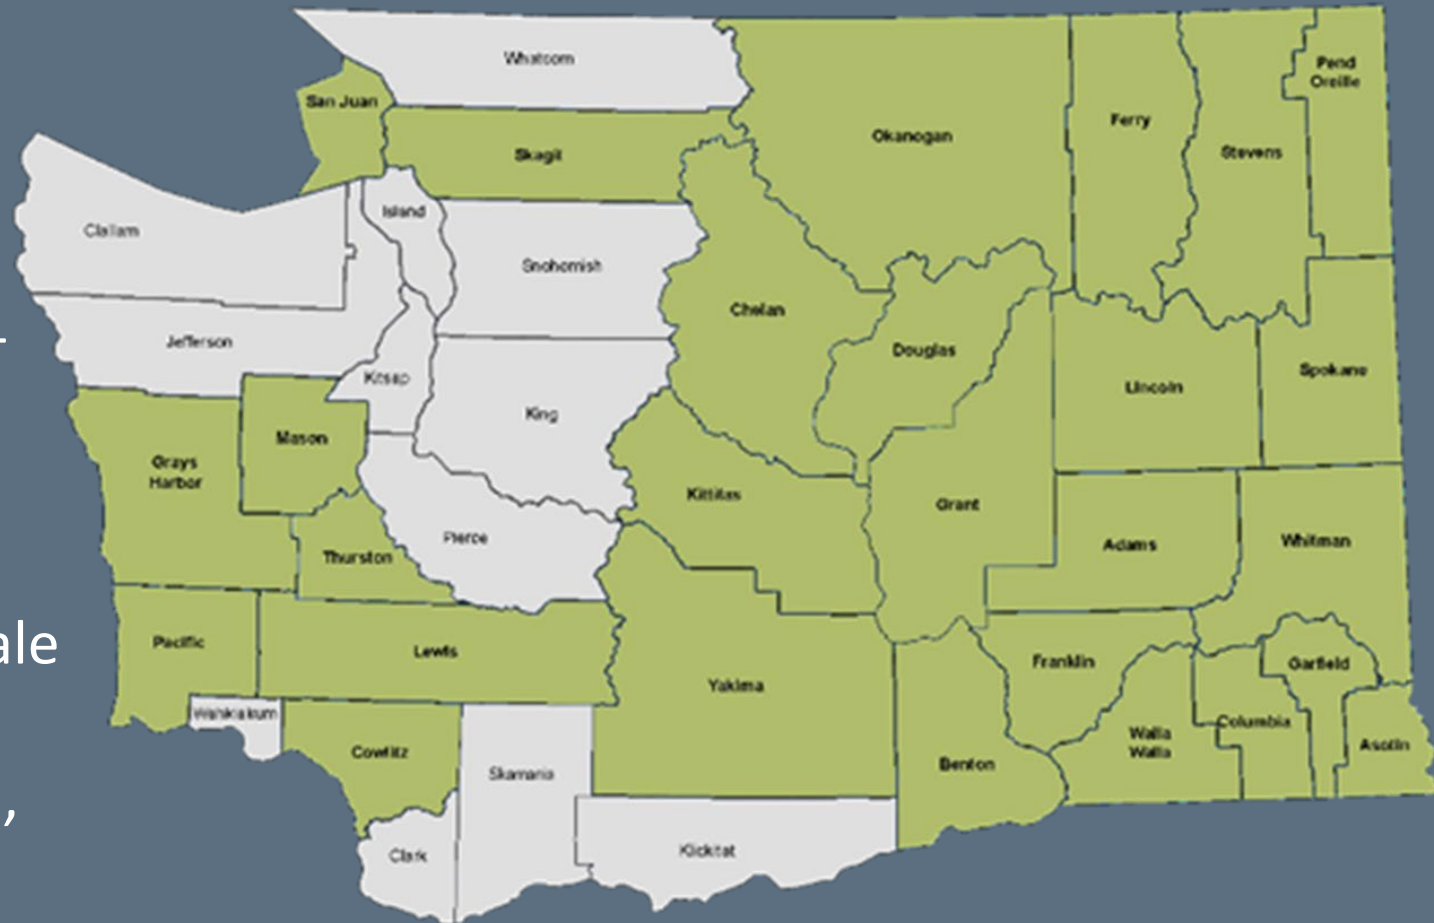 Whatcom
San Juan
Skagit
Okanogan
Ferry
Stevens
Pend
Oreille
Clallam
Island
Snohomish
Chelan
Douglas
Jefferson
Kitsap
King
Lincoln
Spokane
Mason
Grays
Harbor
Kittitas
Grant
Pierce
Thurston
Adams
Whitman
Pacific
Lewis
ale
Yakima
Franklin
Garfield
Wahkiakum
Cowlitz
Skamania
Benton
Walla
Walla
Columbia
Asotin
,
Clark
Klickitat